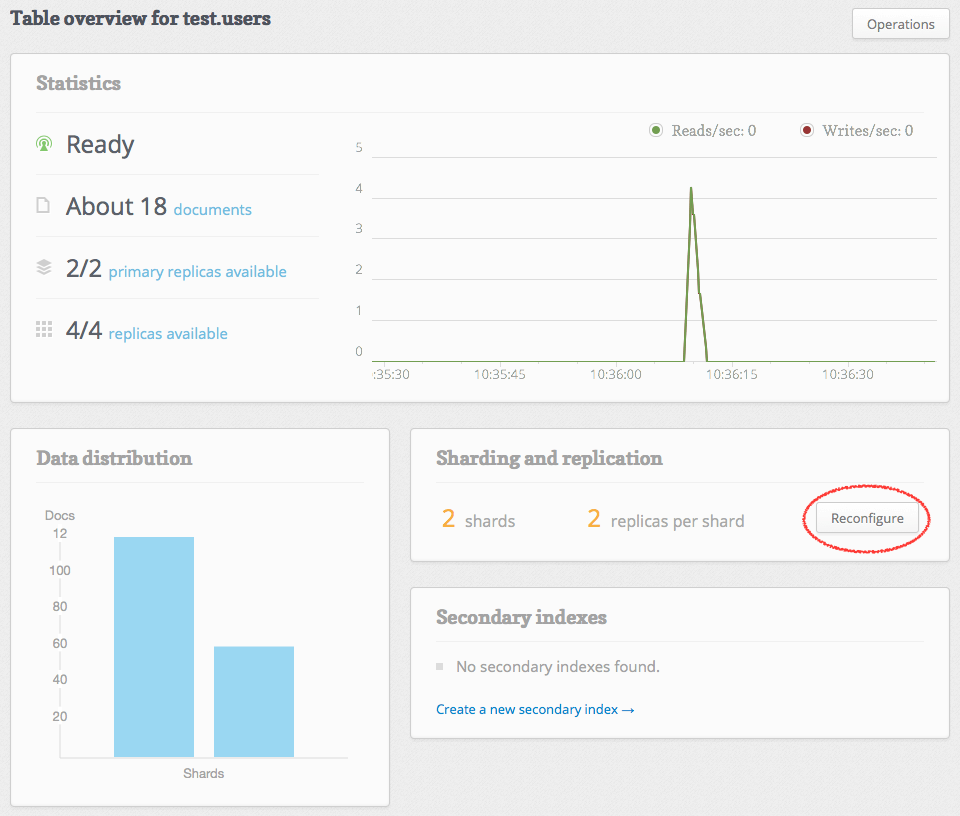 Table overview for test.users
Operations
Statistics
Ready
About 18 documents
2/2 primary replicas available
4/4 replicas available
Reads/sec: 0
Writes/sec: 0
5
4
3
2
1
0
:35:30
10:35:45
10:36:00
10:36:15
10:36:30
Data distribution
Docs
12
100
80
60
40
20
Shards
Sharding and replication
2 shards
2 replicas per shard
Reconfigure
Secondary indexes
No secondary indexes found.
Create a new secondary index →